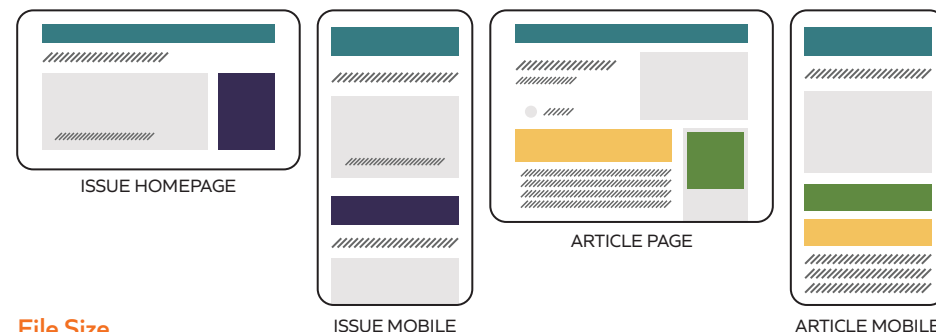 ISSUE HOMEPAGE
ISSUE MOBILE
ARTICLE PAGE
ARTICLE MOBILE
File Size